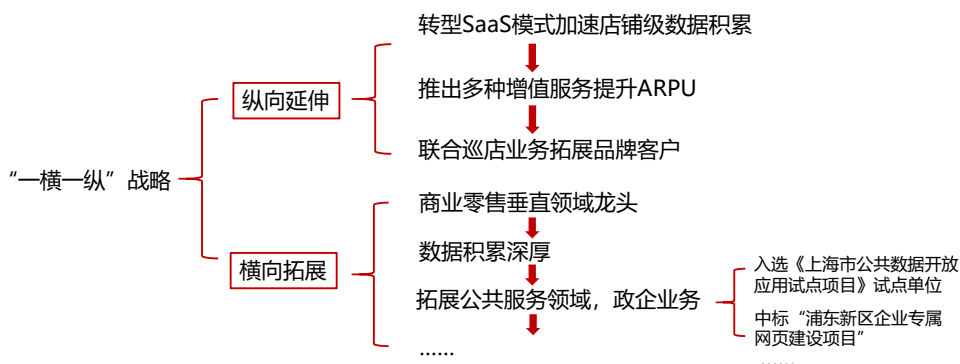 “一横一纵”战略
纵向延伸
转型SaaS模式加速店铺级数据积累
推出多种增值服务提升ARPU
联合巡店业务拓展品牌客户
横向拓展
商业零售垂直领域龙头
数据积累深厚
拓展公共服务领域，政企业务
入选《上海市公共数据开放
应用试点项目》试点单位
中标“浦东新区企业专属
网页建设项目”
……
……